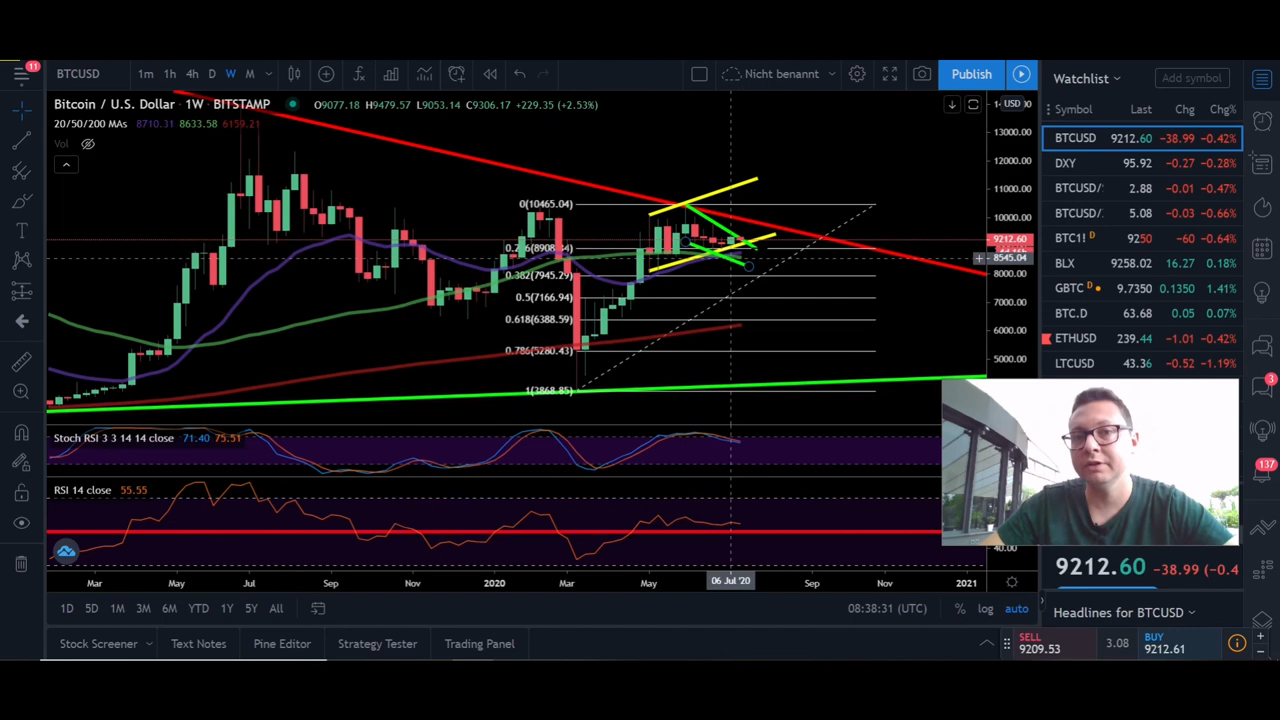 11
BTCUSD 1m 1h 4h D W M Nicht benannt Publish
Watchlist Add symbol
Bitcoin / U.S. Dollar · 1W · BITSTAMP O9077.18 H9479.57 L9053.14 C9306.17 +229.35 (+2.53%) USD
Symbol Last Chg Chg%
20/50/200 MAs 8710.31 8633.58 6159.21
Vol
13000.00
12000.00
11000.00
10000.00
9212.60
8545.04
8000.00
7000.00
6000.00
5000.00
0(10465.04)
0.382(7945.29)
0.5(7166.94)
0.618(6388.59)
0.786(5280.43)
1(3868.85)
BTCUSD 9212.60 −38.99 −0.42%
DXY 95.92 −0.27 −0.28%
BTCUSD/ 2.88 −0.01 −0.47%
BTCUSD/. 5.08 −0.03 −0.66%
BTC1! D 9250 −60 −0.64%
BLX 9258.02 16.27 0.18%
GBTC D 9.7350 0.1350 1.41%
BTC.D 63.68 0.05 0.07%
ETHUSD 239.44 −1.01 −0.42%
LTCUSD 43.36 −0.52 −1.19%
3
137
Stoch RSI 3 3 14 14 close 71.40 75.51
RSI 14 close 55.55
40.00
9212.60 −38.99 (−0.4
Mar May Jul Sep Nov 2020 Mar May 06 Jul '20 Sep Nov 2021
1D 5D 1M 3M 6M YTD 1Y 5Y All 08:38:31 (UTC) % log auto
Headlines for BTCUSD
Stock Screener Text Notes Pine Editor Strategy Tester Trading Panel
SELL
9209.53
3.08
BUY
9212.61